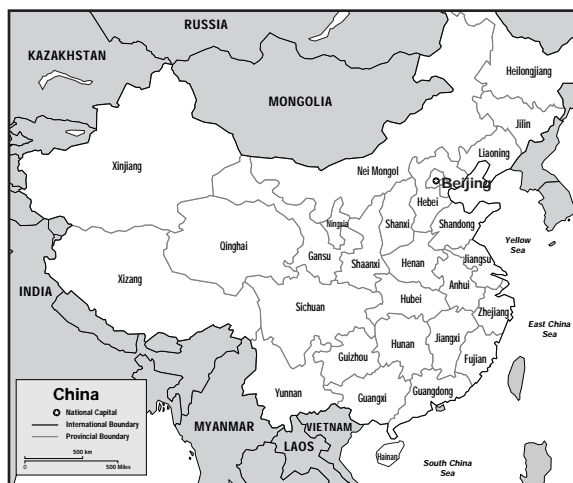 RUSSIA
KAZAKHSTAN
MONGOLIA
Heilongjiang
Jilin
Liaoning
Xinjiang
Nei Mongol
Beijing
Hebei
Ningxia
Shanxi
Shandong
Qinghai
Gansu
Shaanxi
Henan
Jiangsu
Yellow
Sea
Xizang
Anhui
INDIA
Sichuan
Hubei
Zhejiang
East China
Sea
Hunan
Jiangxi
Guizhou
Fujian
Yunnan
Guangxi
Guangdong
MYANMAR
VIETNAM
LAOS
Hainan
South China
Sea
China
National Capital
International Boundary
Provincial Boundary
500 km
0
500 Miles